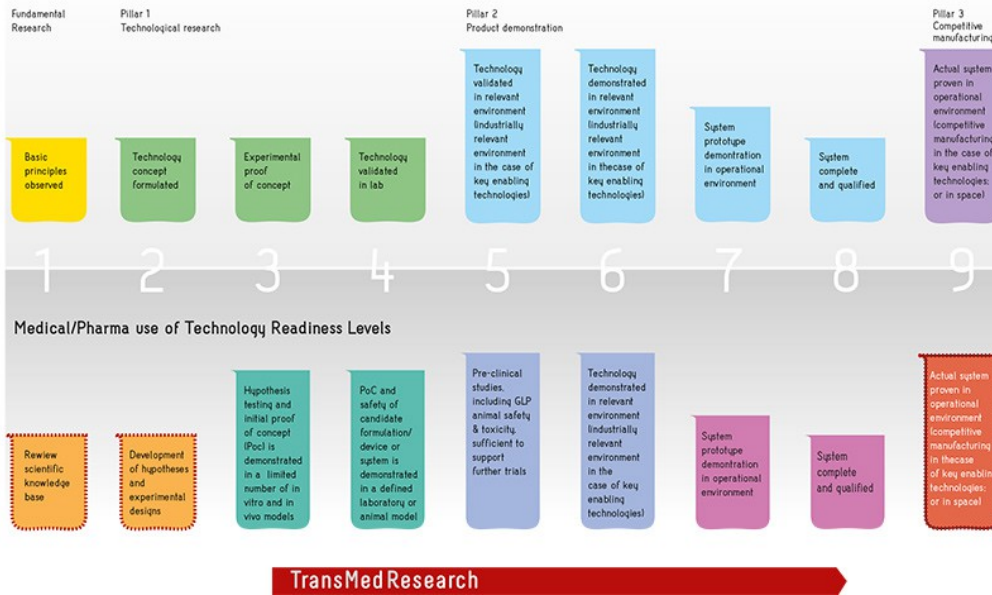 Fundamental
Research
Pillar 1
Technological research
Pillar 2
Product demonstration
Pillar 3
Competitive
manufacturing
Basic
principles
observed
Technology
concept
formulated
Experimental
proof
of concept
Technology
validated
in lab
Technology
validated
in relevant
environment
(industrially
relevant
environment
in the case of
key enabling
technologies)
Technology
demonstrated
in relevant
environment
(industrially
relevant
environment
in thecase of
key enabling
technologies)
System
prototype
demontration
in operational
environment
System
complete
and qualified
Actual system
proven in
operational
environment
(competitive
manufacturing
in the case of
key enabling
technologies;
or in space)
1 2 3 4 5 6 7 8 9
Medical/Pharma use of Technology Readiness Levels
Rewiew
scientific
knowledge
base
Development
of hypotheses
and
experimental
designs
Hypothesis
testing and
initial proof
of concept
(Poc) is
demonstrated
in a limited
number of in
vitro and in
vivo models
PoC and
safety of
candidate
formulation/
device or
system is
demonstrated
in a defined
laboratory or
animal model
Pre-clinical
studies,
including GLP
animal safety
& toxicity,
sufficient to
support
further trials
Technology
demonstrated
in relevant
environment
(industrially
relevant
environment
in the
case of key
enabling
technologies)
System
prototype
demontration
in operational
environment
System
complete
and qualified
Actual system
proven in
operational
environment
(competitive
manufacturing
in thecase
of key enabling
technologies;
or in space)
TransMedResearch